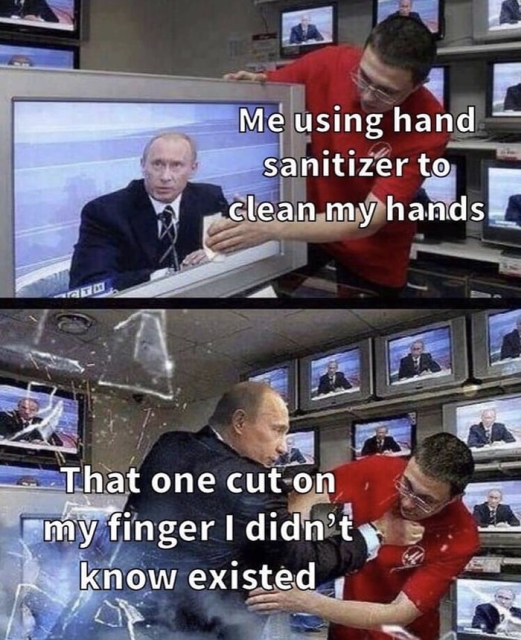 Me using hand
sanitizer to
clean my hands
That one cut on
my finger I didn't
know existed